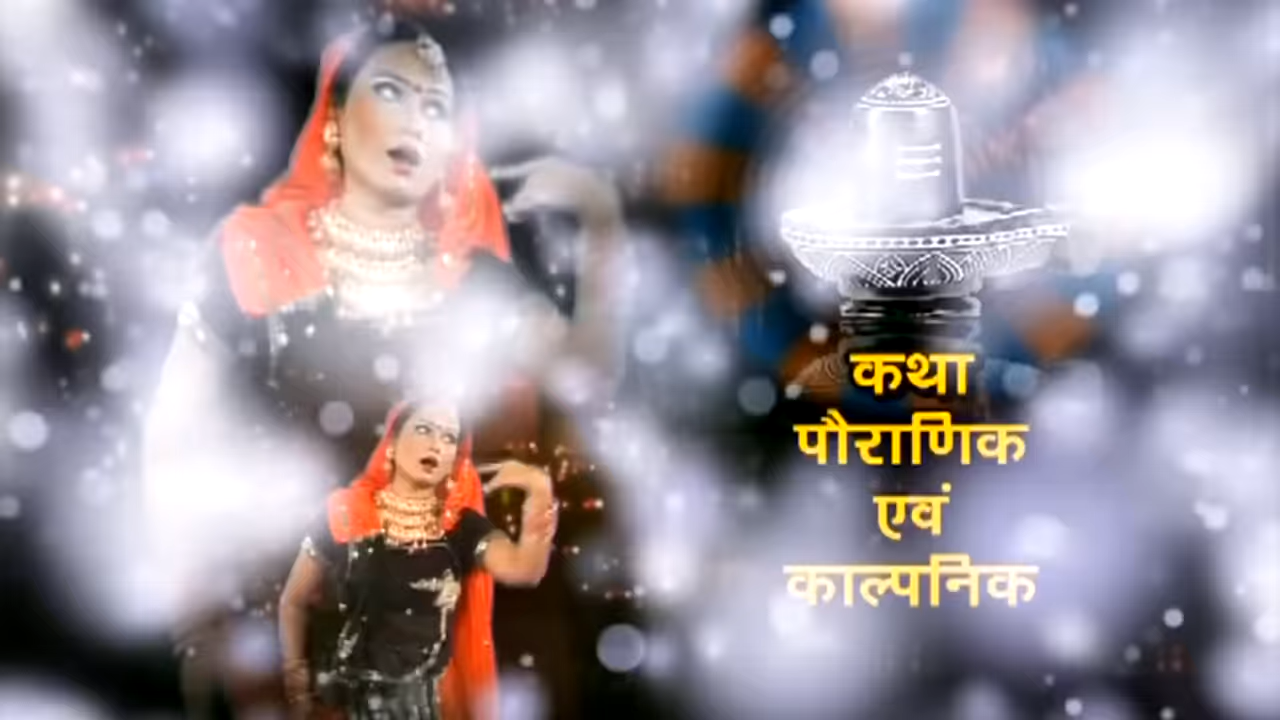 कथा
पौराणिक
एवं
काल्पनिक